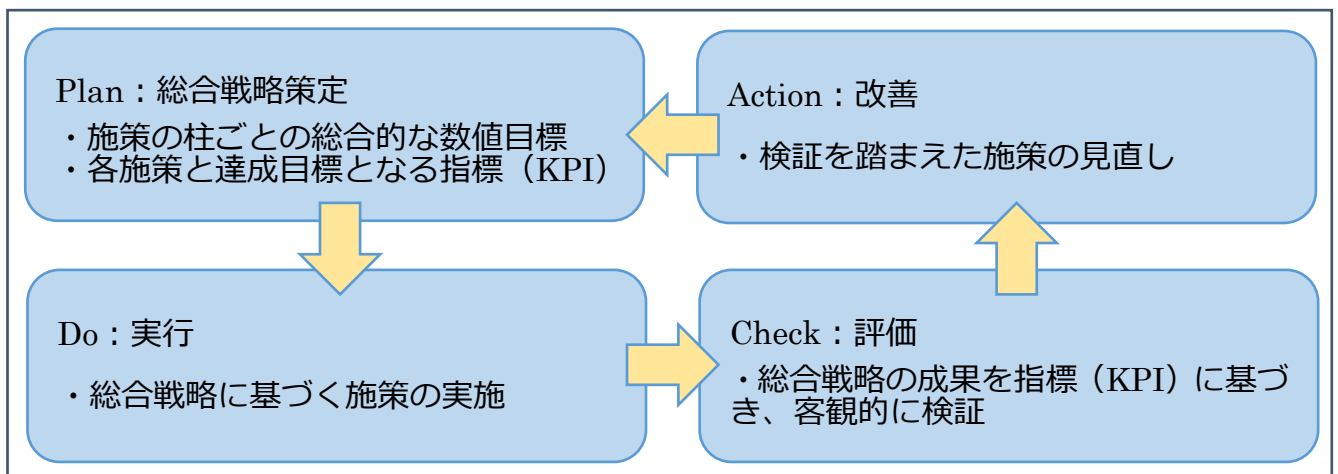 Plan：総合戦略策定
・施策の柱ごとの総合的な数値目標
・各施策と達成目標となる指標（KPI）
Do：実行
・総合戦略に基づく施策の実施
Check：評価
・総合戦略の成果を指標（KPI）に基づ
き、客観的に検証
Action：改善
・検証を踏まえた施策の見直し